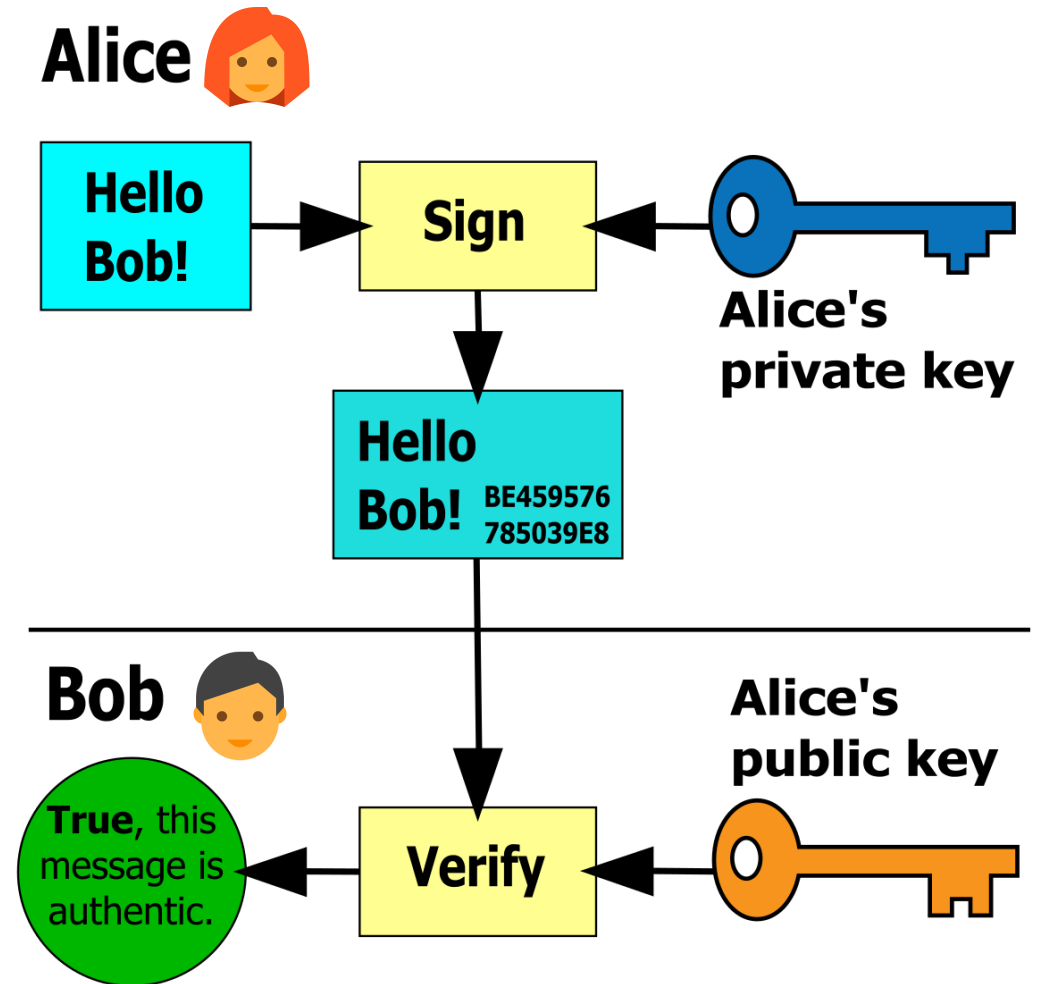 Alice
Hello
Bob!
Sign
Alice's
private key
Hello
Bob!
BE459576
785039E8
Bob
Alice's
public key
True, this
message is
authentic.
Verify